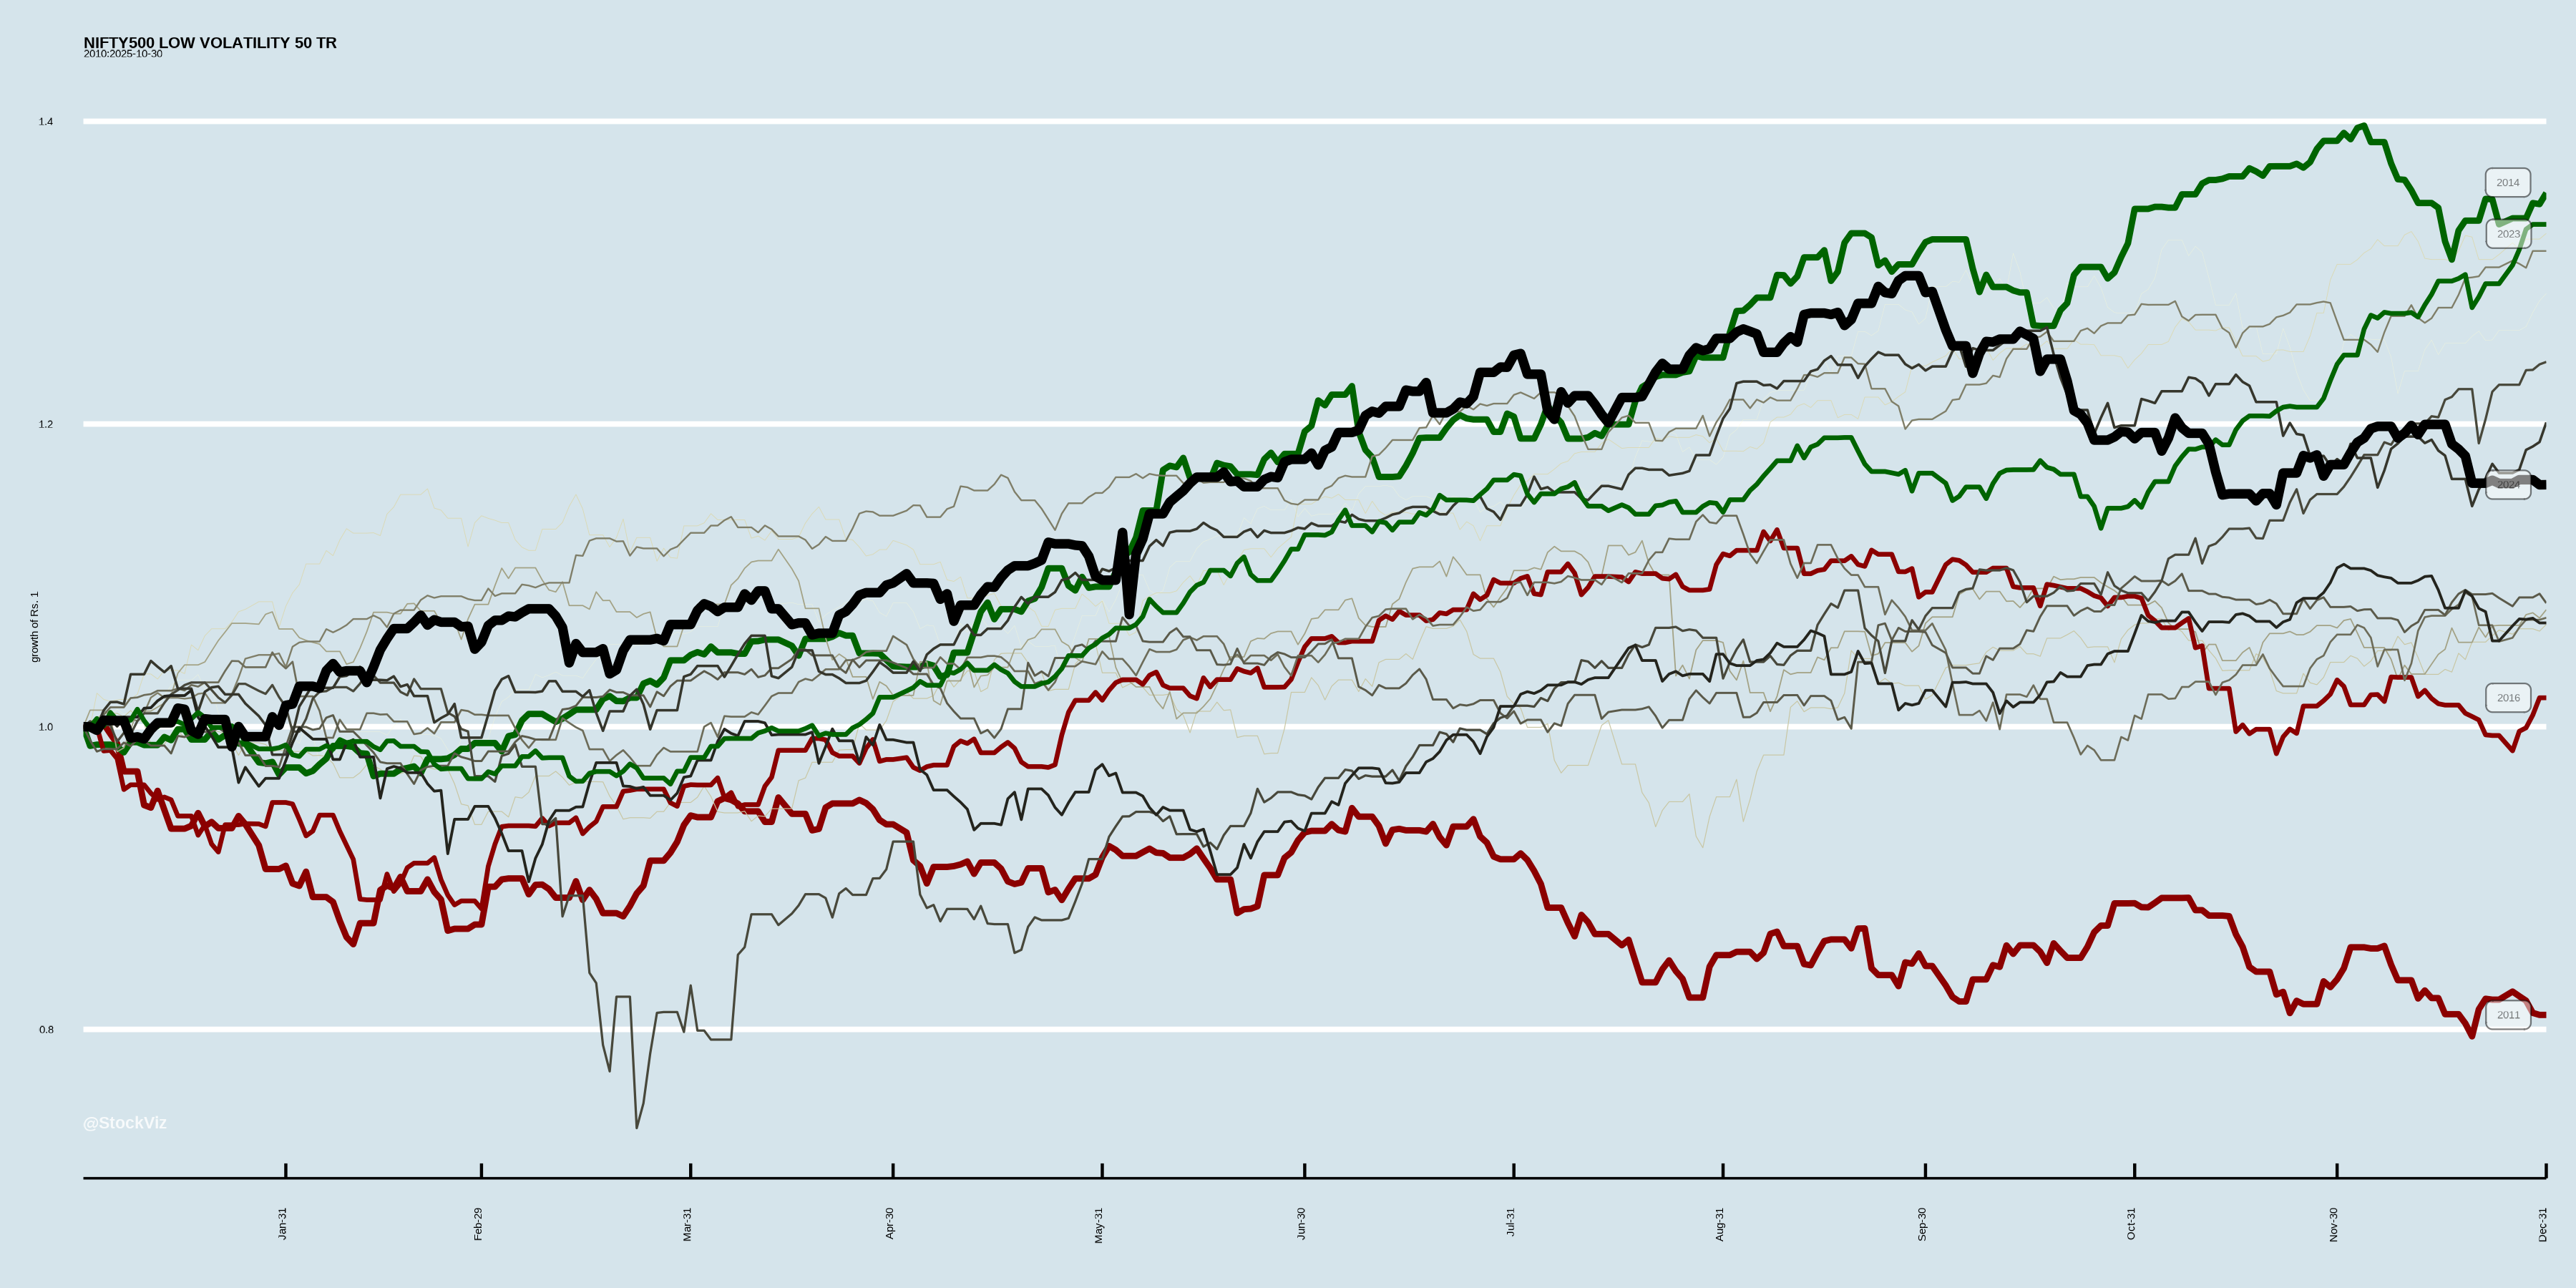 NIFTY500 LOW VOLATILITY 50 TR
2010:2025-10-30
1.4
1.2
1.0
0.8
growth of Rs. 1
2014
2023
2024
2016
2011
@StockViz
Jan-31
Feb-29
Mar-31
Apr-30
May-31
Jun-30
Jul-31
Aug-31
Sep-30
Oct-31
Nov-30
Dec-31